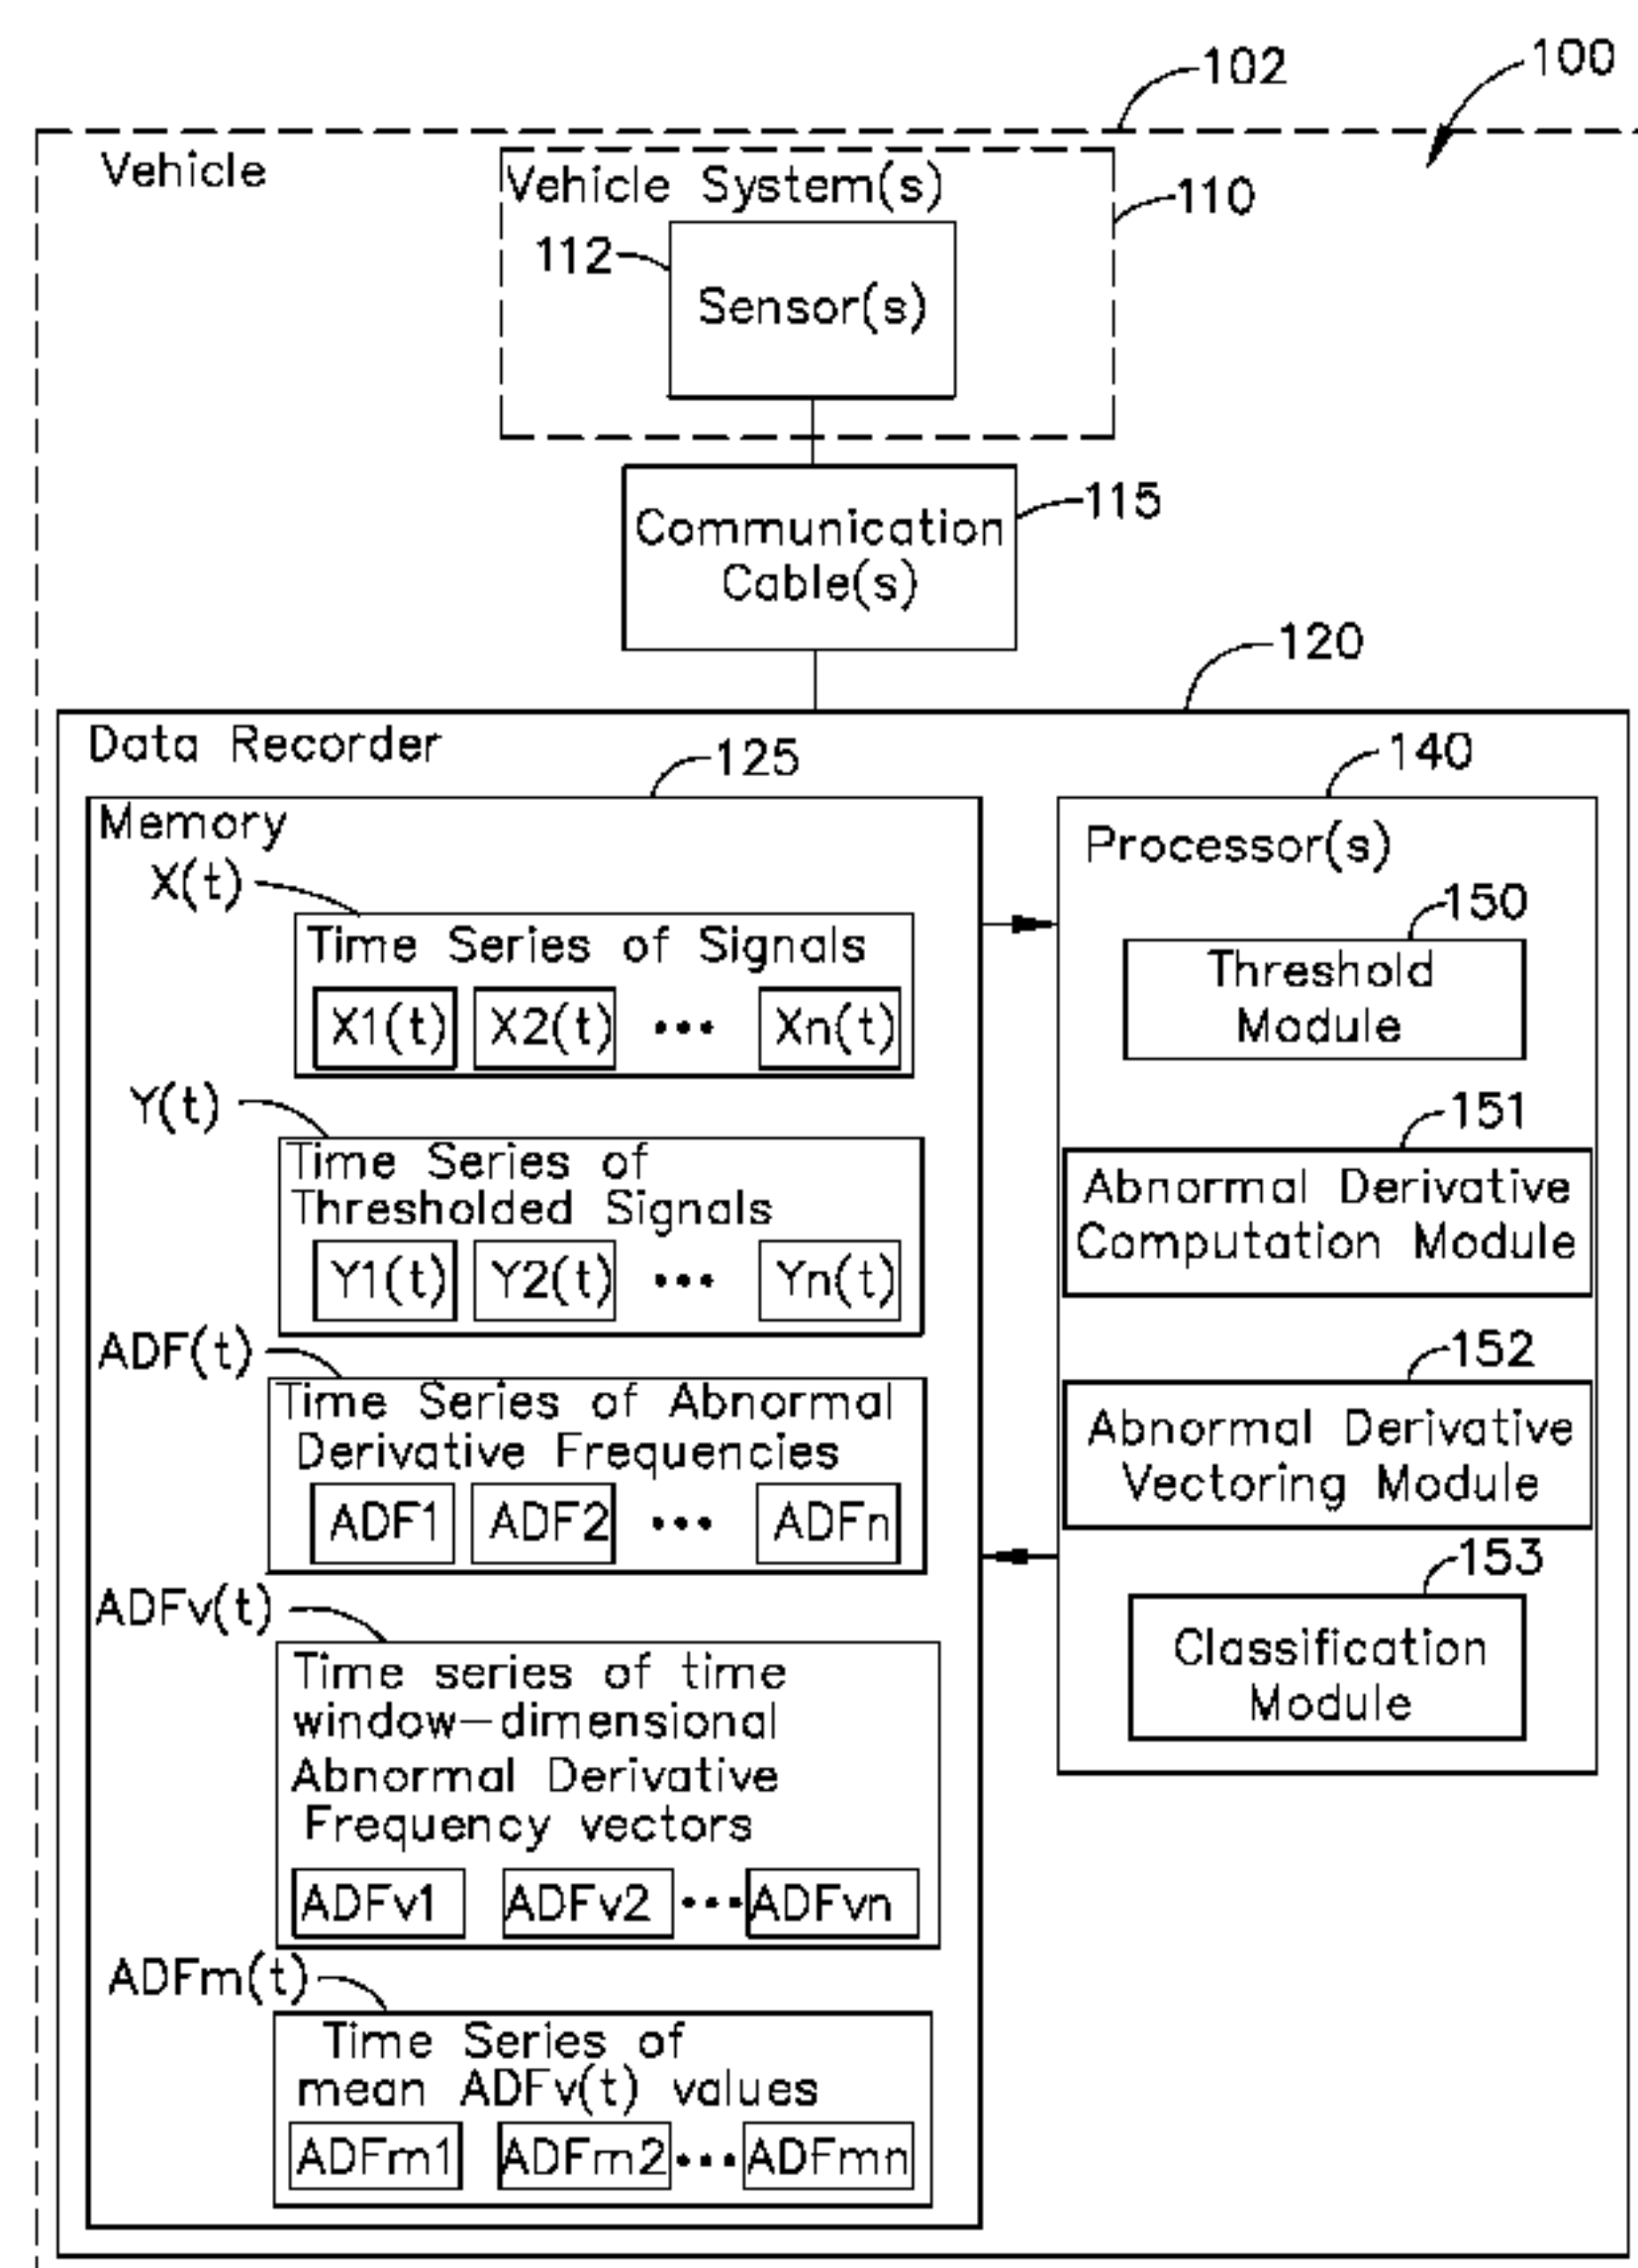 102
100
Vehicle
Vehicle System(s)
110
112
Sensor(s)
115
Communication
Cable(s)
120
Data Recorder
125
140
Memory
Processor(s)
X(t)
150
Time Series of Signals
Threshold
Module
X1(t) X2(t) ••• Xn(t)
Y(t)
151
Time Series of
Thresholded Signals
Abnormal Derivative
Computation Module
Y1(t) Y2(t) ••• Yn(t)
ADF(t)
152
Time Series of Abnormal
Derivative Frequencies
Abnormal Derivative
Vectoring Module
ADF1 ADF2 ••• ADFn
153
ADFv(t)
Classification
Module
Time series of time
window-dimensional
Abnormal Derivative
Frequency vectors
ADFv1 ADFv2 ••• ADFvn
ADFm(t)
Time Series of
mean ADFv(t) values
ADFm1 ADFm2 ••• ADFmn